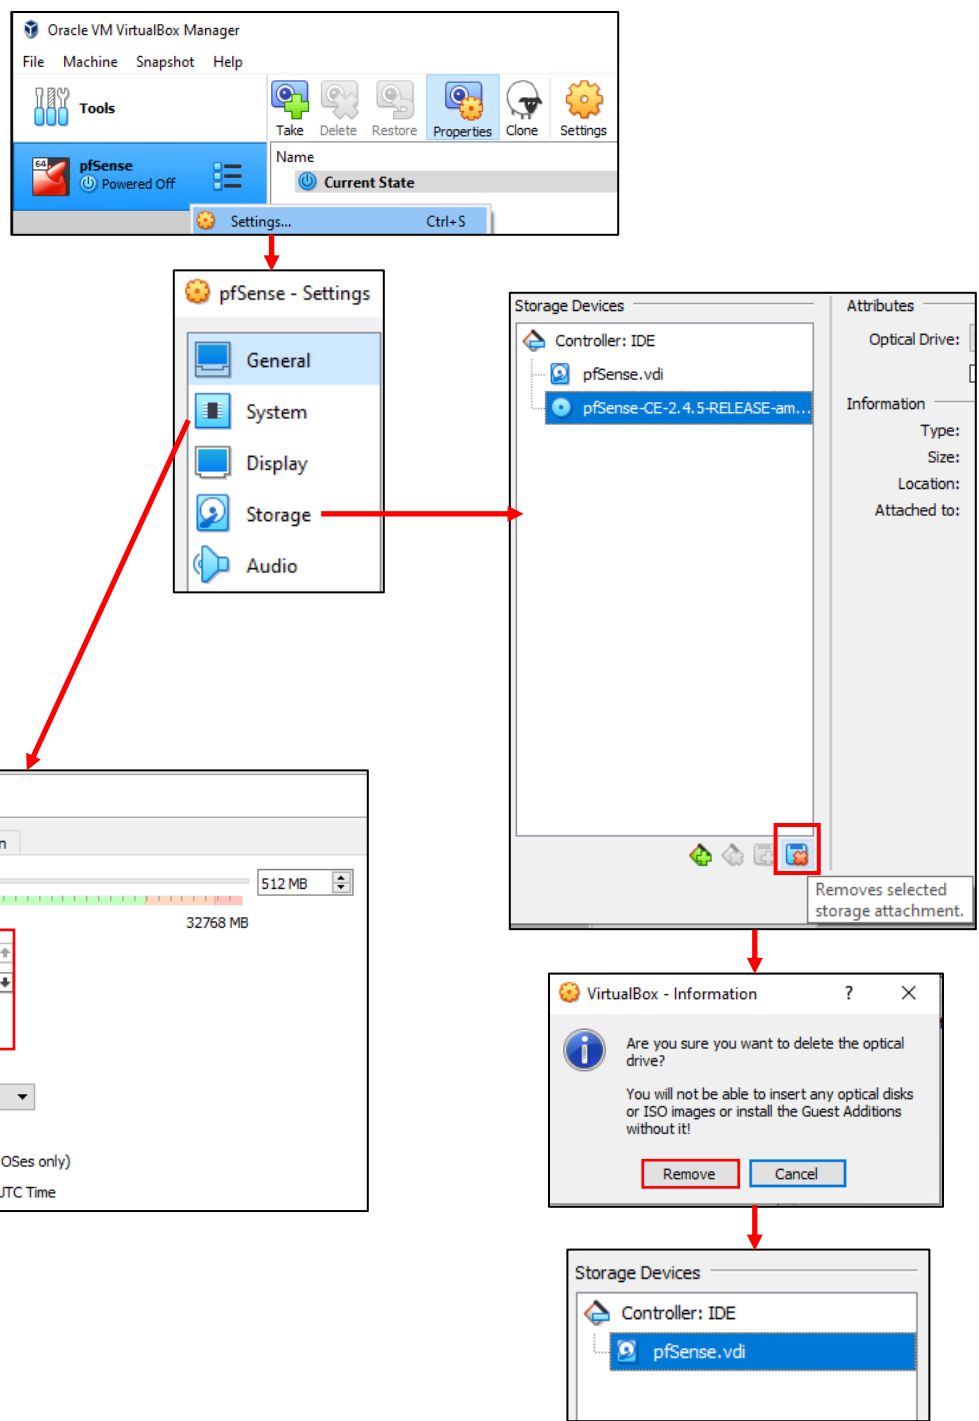 Oracle VM VirtualBox Manager
File Machine Snapshot Help
Tools
Take Delete Restore Properties Clone Settings
Name
64
pfSense
Powered Off
Current State
Settings... Ctrl+S
pfSense - Settings
General
System
Display
Storage
Audio
Storage Devices
Controller: IDE
pfSense.vdi
pfSense-CE-2.4.5-RELEASE-am...
Attributes
Optical Drive:
Information
Type:
Size:
Location:
Attached to:
Removes selected
storage attachment.
n
512 MB
32768 MB
OSes only)
UTC Time
VirtualBox - Information ? X
Are you sure you want to delete the optical
drive?
You will not be able to insert any optical disks
or ISO images or install the Guest Additions
without it!
Remove Cancel
Storage Devices
Controller: IDE
pfSense.vdi